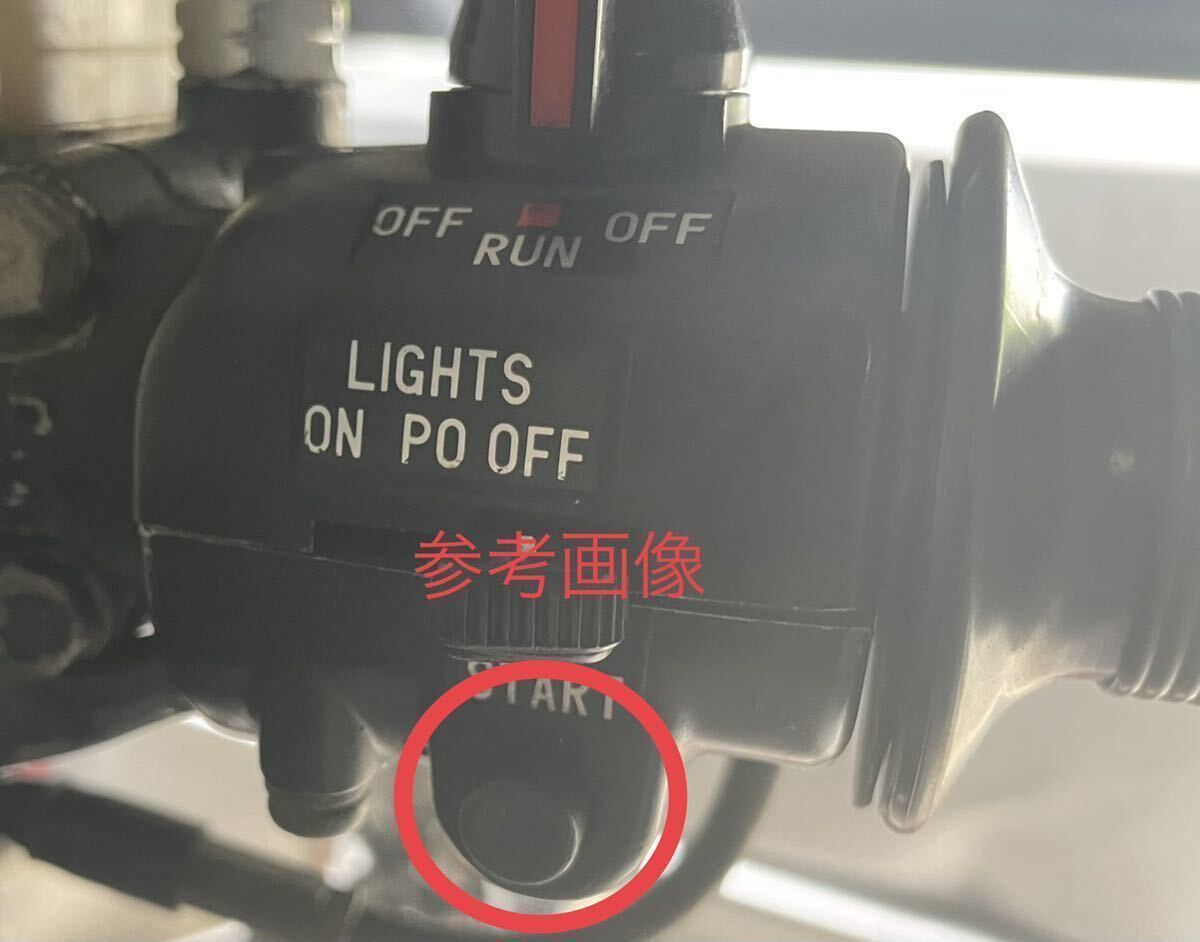 OFF RUN OFF
LIGHTS
ON PO OFF
参考画像
START